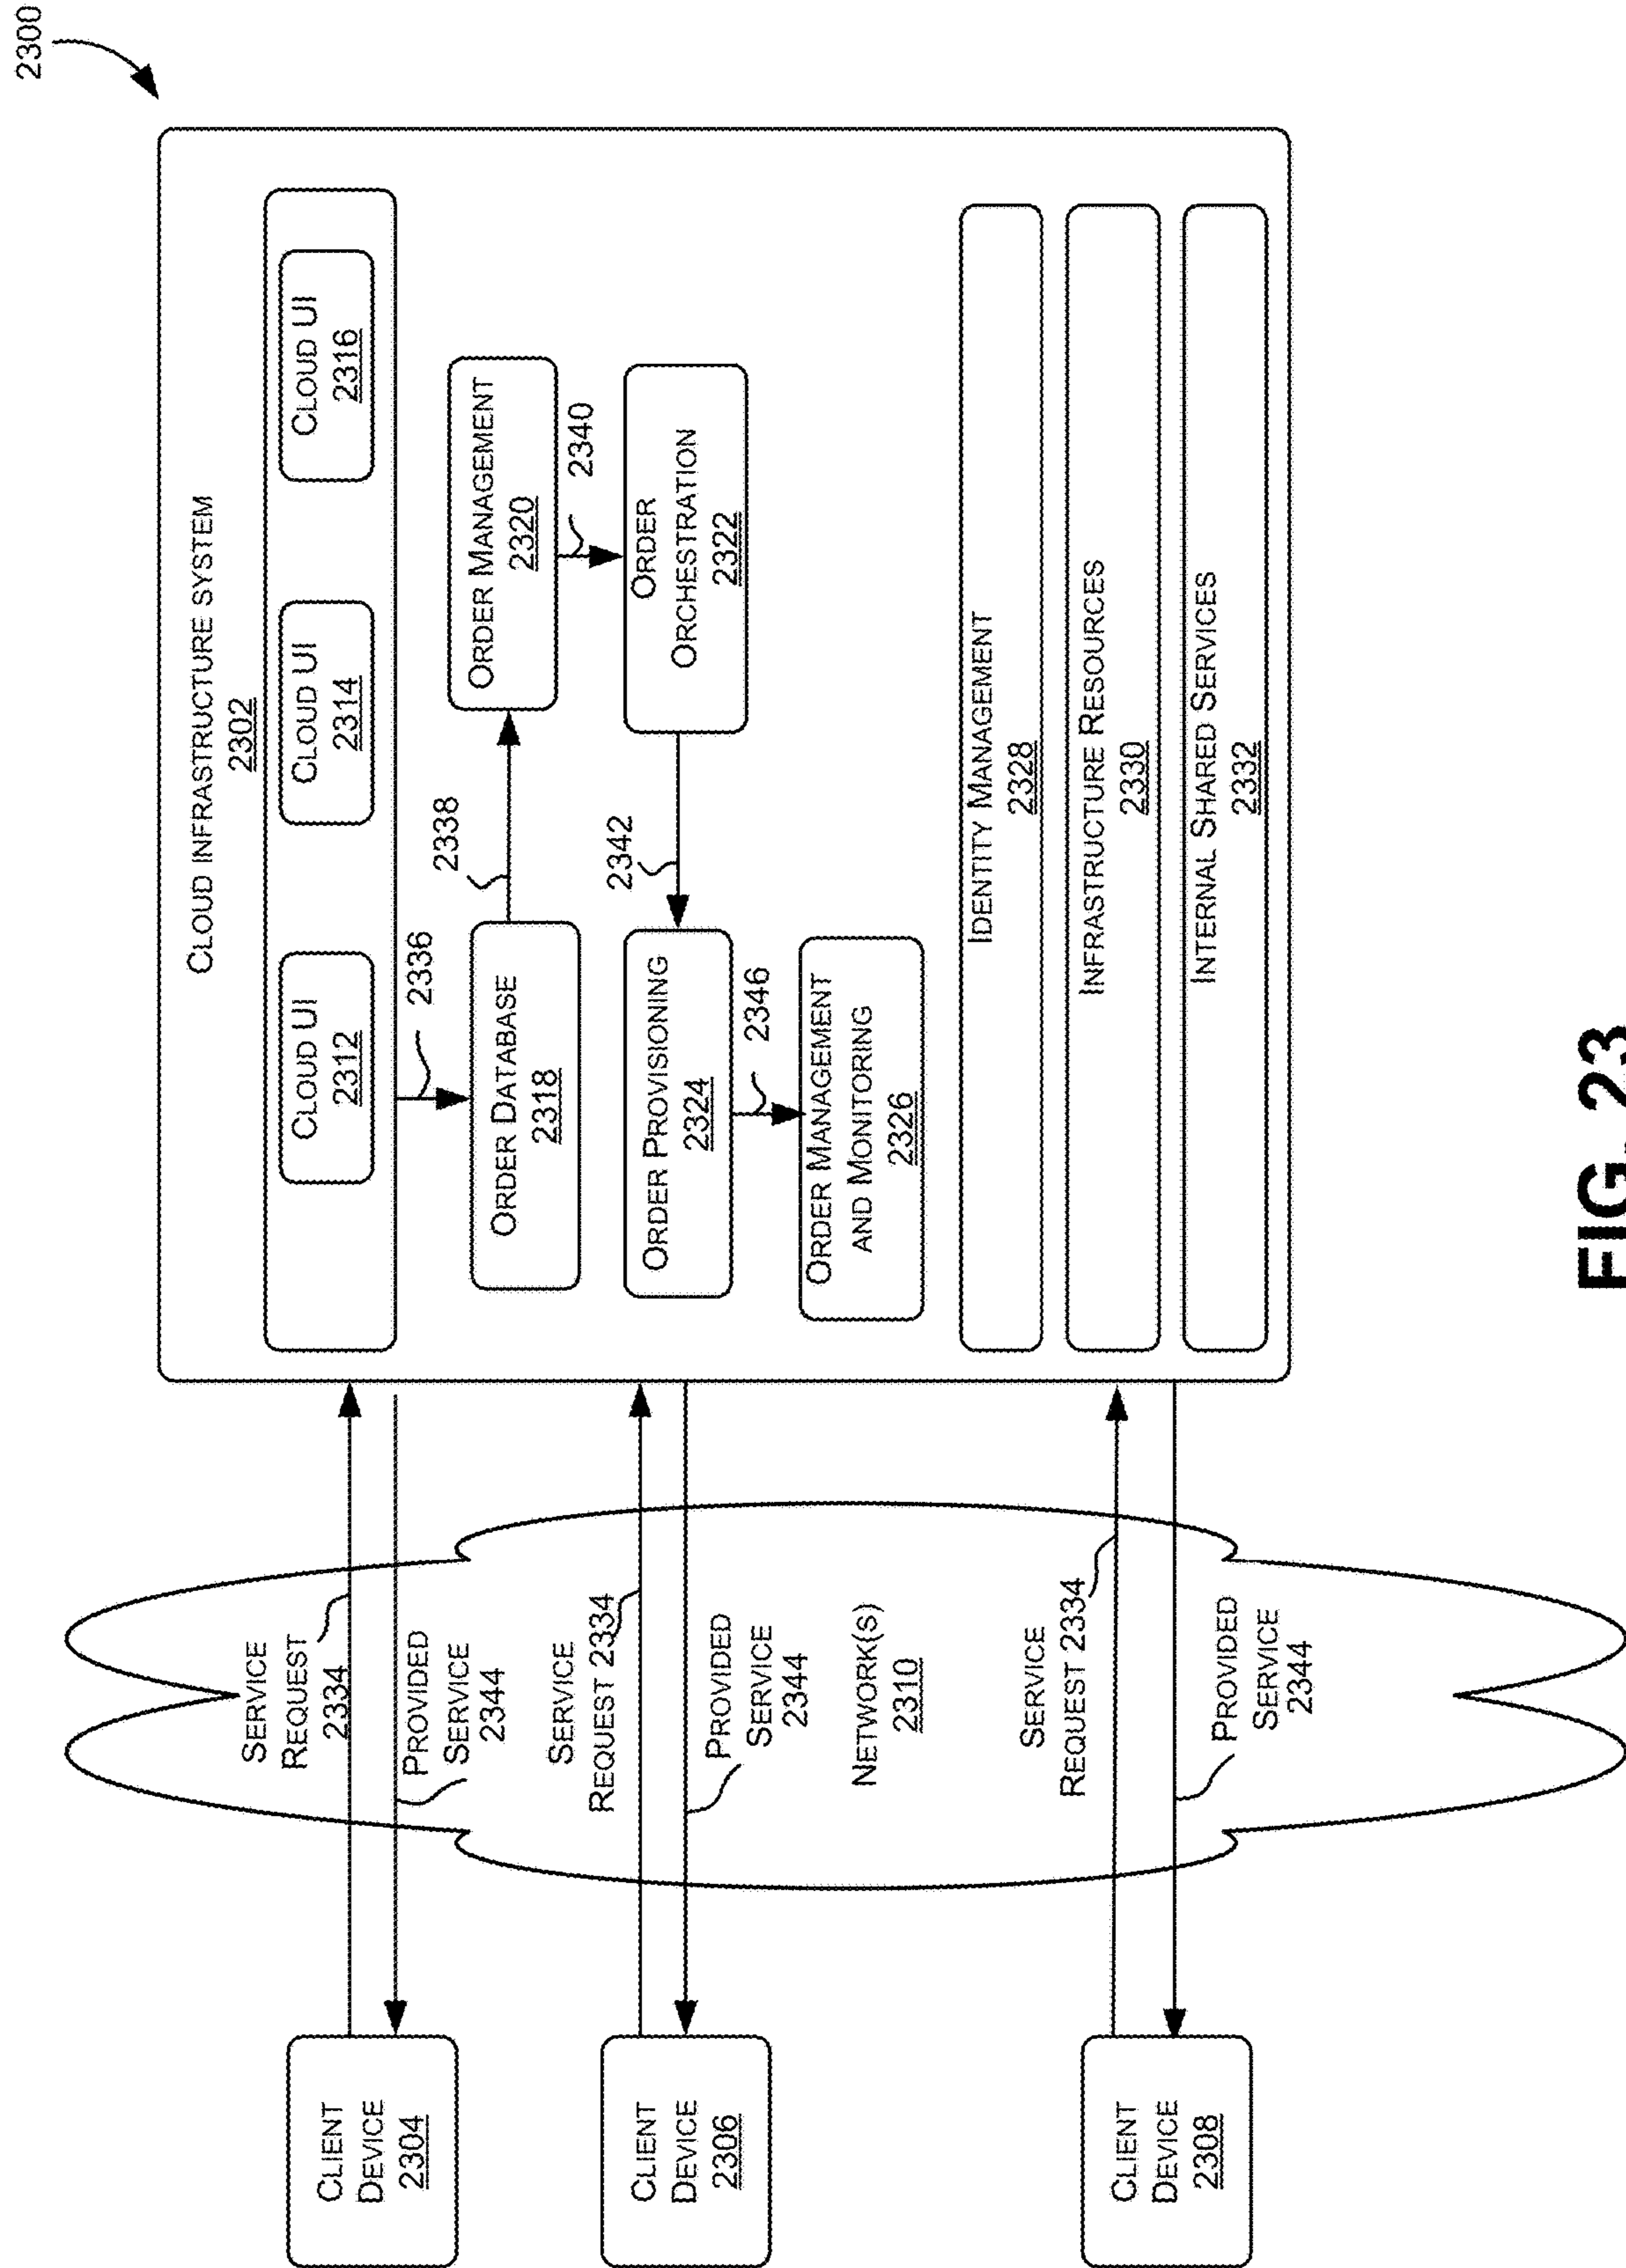 2300
CLOUD INFRASTRUCTURE SYSTEM
2302
CLOUD UI
2312
CLOUD UI
2314
CLOUD UI
2316
2336
ORDER DATABASE
2318
2338
ORDER MANAGEMENT
2320
2340
ORDER
ORCHESTRATION
2322
2342
ORDER PROVISIONING
2324
2346
ORDER MANAGEMENT
AND MONITORING
2326
IDENTITY MANAGEMENT
2328
INFRASTRUCTURE RESOURCES
2330
INTERNAL SHARED SERVICES
2332
SERVICE
REQUEST
2334
PROVIDED
SERVICE
2344
SERVICE
REQUEST 2334
PROVIDED
SERVICE
2344
NETWORK(S)
2310
SERVICE
REQUEST 2334
PROVIDED
SERVICE
2344
CLIENT
DEVICE
2304
CLIENT
DEVICE
2306
CLIENT
DEVICE
2308
FIG. 23